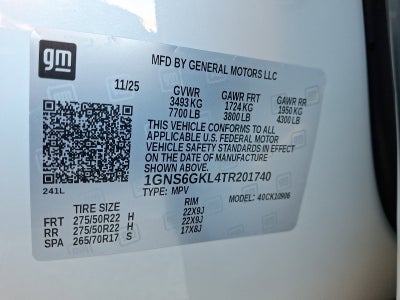 gm
MFD BY GENERAL MOTORS LLC
11/25 GVWR GAWR FRT GAWR RR
3493 KG 1724 KG 1950 KG
7700 LB 3800 LB 4300 LB
THIS VEHICLE CONFORMS TO ALL
APPLICABLE U.S. FEDERAL MOTOR
VEHICLE SAFETY STANDARDS IN EFFECT
ON THE DATE OF MANUFACTURE SHOWN ABOVE.
1GNS6GKL4TR201740
241L TYPE: MPV MODEL: 40CK10906
TIRE SIZE RIM
FRT 275/50R22 H 22X9J
RR 275/50R22 H 22X9J
SPA 265/70R17 S 17X8J